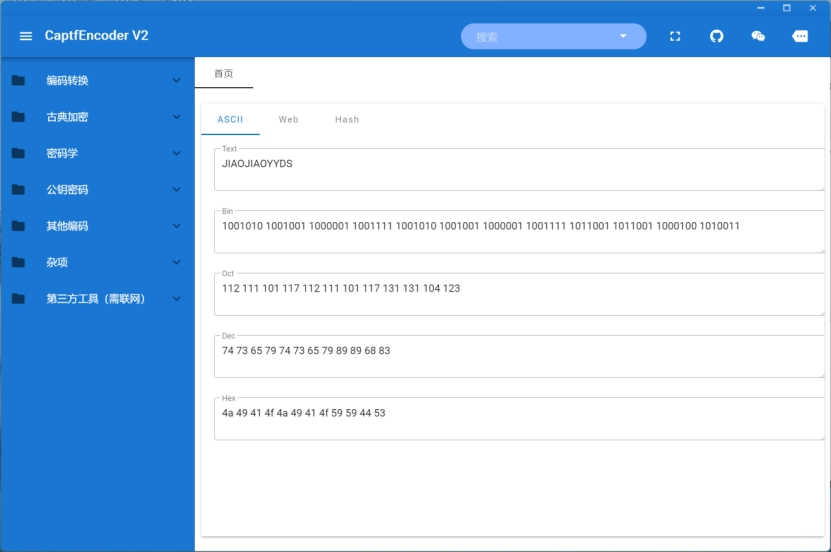 CaptfEncoder V2
搜索
编码转换
古典加密
密码学
公钥密码
其他编码
杂项
第三方工具（需联网）
首页
ASCII Web Hash
Text
JIAOJIAOYYDS
Bin
1001010 1001001 1000001 1001111 1001010 1001001 1000001 1001111 1011001 1011001 1000100 1010011
Oct
112 111 101 117 112 111 101 117 131 131 104 123
Dec
74 73 65 79 74 73 65 79 89 89 68 83
Hex
4a 49 41 4f 4a 49 41 4f 59 59 44 53